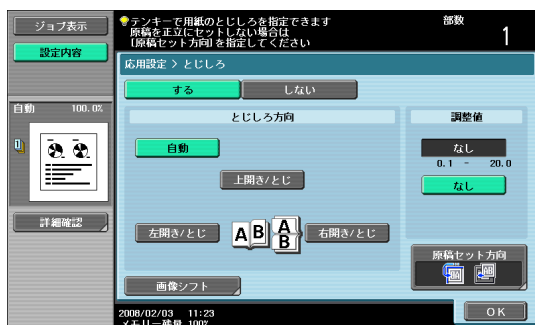 ジョブ表示
設定内容
テンキーで用紙のとじしろを指定できます
原稿を正立にセットしない場合は
「原稿セット方向」を指定してください
部数
1
応用設定 > とじしろ
する
しない
自動 100.0%
とじしろ方向
調整値
自動
なし
0.1 - 20.0
なし
上開き/とじ
詳細確認
左開き/とじ
AB
A
B
右開き/とじ
原稿セット方向
画像シフト
2008/02/03 11:23
メモリー残量 100%
OK